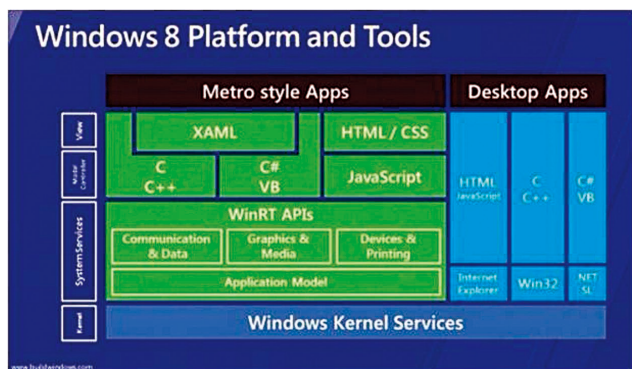 Windows 8 Platform and Tools
Metro style Apps
Desktop Apps
View
XAML
HTML / CSS
Model
Controller
C
C++
C#
VB
JavaScript
HTML
JavaScript
C
C++
C#
VB
System Services
WinRT APIs
Communication
& Data
Graphics &
Media
Devices &
Printing
Application Model
Internet
Explorer
Win32
.NET
SL
Kernel
Windows Kernel Services
www.buildwindows.com